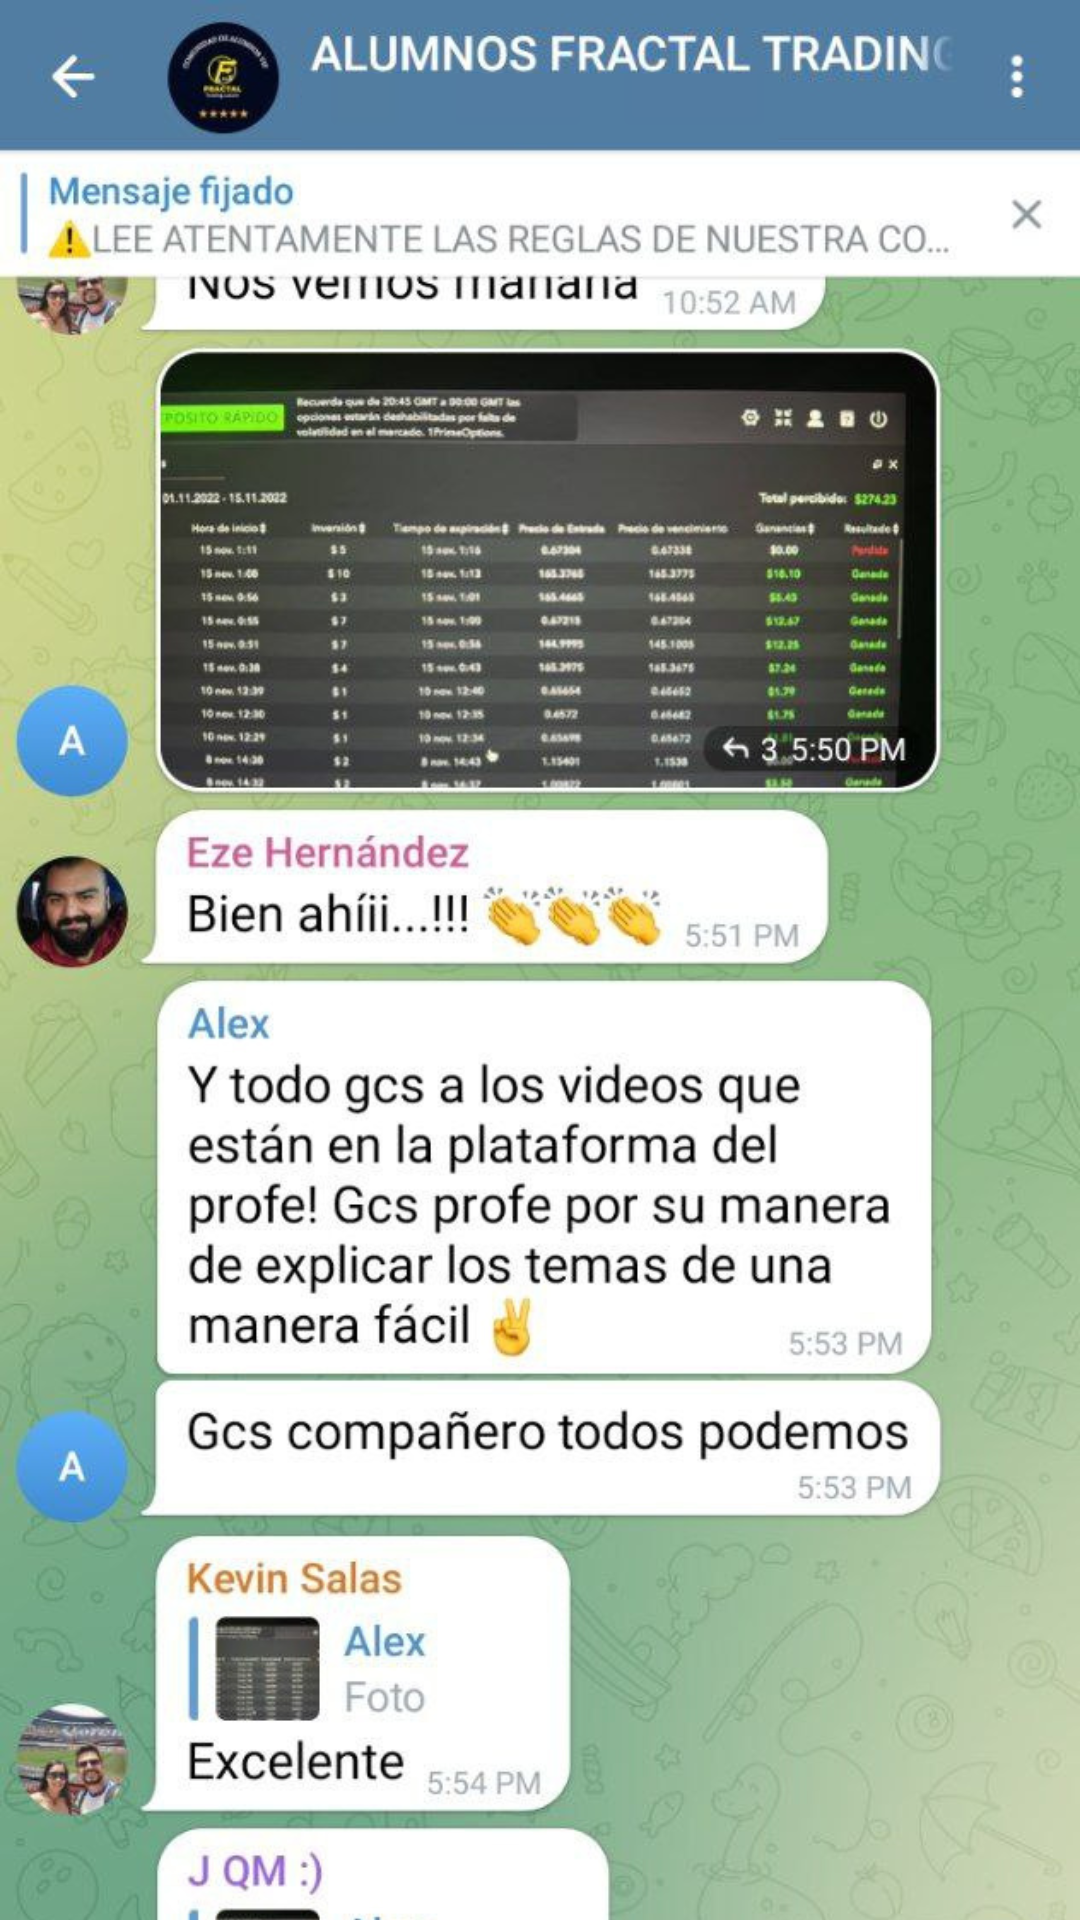 ALUMNOS FRACTAL TRADING
COMUNIDAD DE ALUMNOS DE
FRACTAL
Mensaje fijado
⚠️LEE ATENTAMENTE LAS REGLAS DE NUESTRA CO...
Nos vemos mañana 10:52 AM
POSITO RÁPIDO
Recuerda que de 20:45 GMT a 00:00 GMT las
opciones estarán deshabilitadas por falta de
volatilidad en el mercado. 1PrimeOptions.
01.11.2022 - 15.11.2022 Total percibido: $274.23
Hora de inicio Inversión Tiempo de expiración Precio de Entrada Precio de vencimiento Ganancias Resultado
15 nov. 1:11 $ 5 15 nov. 1:16 0.67304 0.67338 $0.00 Perdida
15 nov. 1:08 $ 10 15 nov. 1:13 165.3765 165.3775 $18.10 Ganada
15 nov. 0:56 $ 3 15 nov. 1:01 165.4665 165.4565 $5.43 Ganada
15 nov. 0:55 $ 7 15 nov. 1:00 0.67215 0.67204 $12.67 Ganada
15 nov. 0:51 $ 7 15 nov. 0:56 144.9995 145.1005 $12.25 Ganada
15 nov. 0:38 $ 4 15 nov. 0:43 165.3975 165.3675 $7.24 Ganada
10 nov. 12:39 $ 1 10 nov. 12:40 0.65654 0.65652 $1.79 Ganada
10 nov. 12:30 $ 1 10 nov. 12:35 0.6572 0.65682 $1.75 Ganada
10 nov. 12:29 $ 1 10 nov. 12:34 0.65698 0.65672
8 nov. 14:38 $ 2 8 nov. 14:43 1.15401 1.1538
8 nov. 14:32 $ 2 8 nov. 14:37 Ganada
3 5:50 PM
A
Eze Hernández
Bien ahíii...!!! 👏👏👏 5:51 PM
Alex
Y todo gcs a los videos que
están en la plataforma del
profe! Gcs profe por su manera
de explicar los temas de una
manera fácil ✌️ 5:53 PM
Gcs compañero todos podemos
5:53 PM
A
Kevin Salas
Alex
Foto
Excelente 5:54 PM
J QM :)